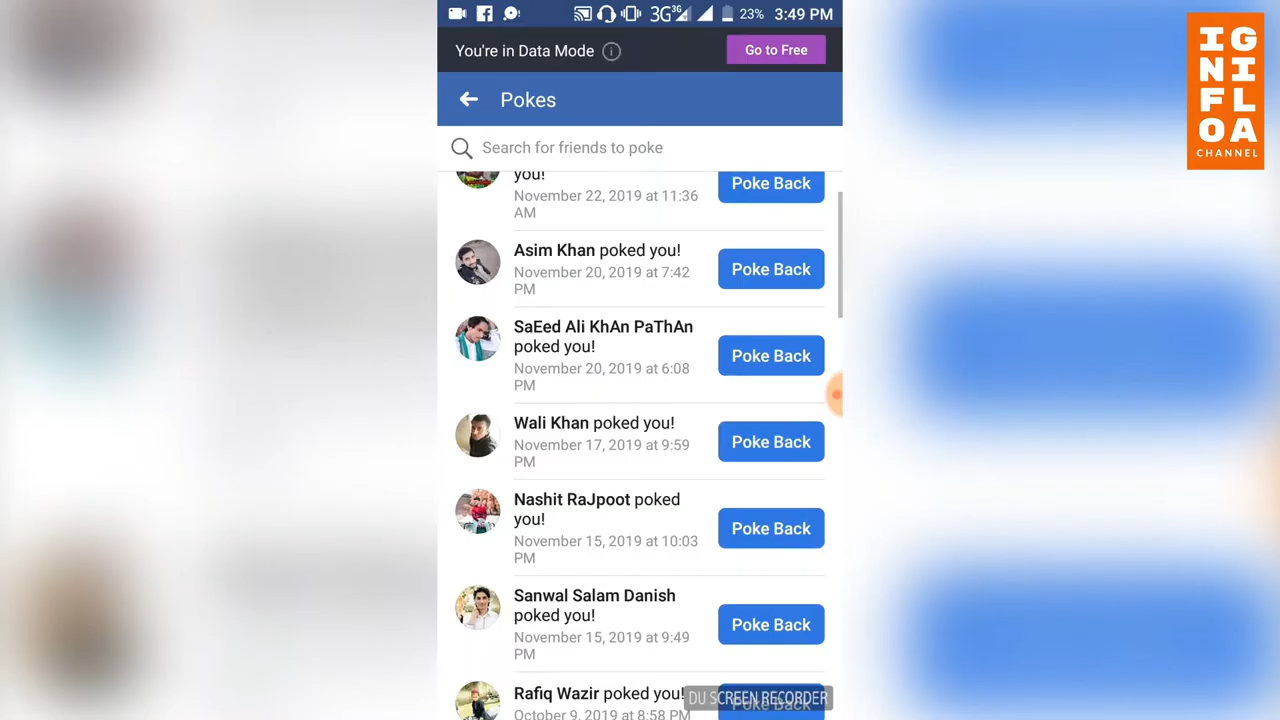 3G 3G 23% 3:49 PM
You're in Data Mode
Go to Free
Pokes
Search for friends to poke
you!
November 22, 2019 at 11:36
AM
Poke Back
Asim Khan poked you!
November 20, 2019 at 7:42
PM
Poke Back
SaEed Ali KhAn PaThAn
poked you!
November 20, 2019 at 6:08
PM
Poke Back
Wali Khan poked you!
November 17, 2019 at 9:59
PM
Poke Back
Nashit RaJpoot poked
you!
November 15, 2019 at 10:03
PM
Poke Back
Sanwal Salam Danish
poked you!
November 15, 2019 at 9:49
PM
Poke Back
Rafiq Wazir poked you!
October 9, 2019 at 8:58 PM
Poke Back
DU SCREEN RECORDER
IG
NI
FL
OA
CHANNEL